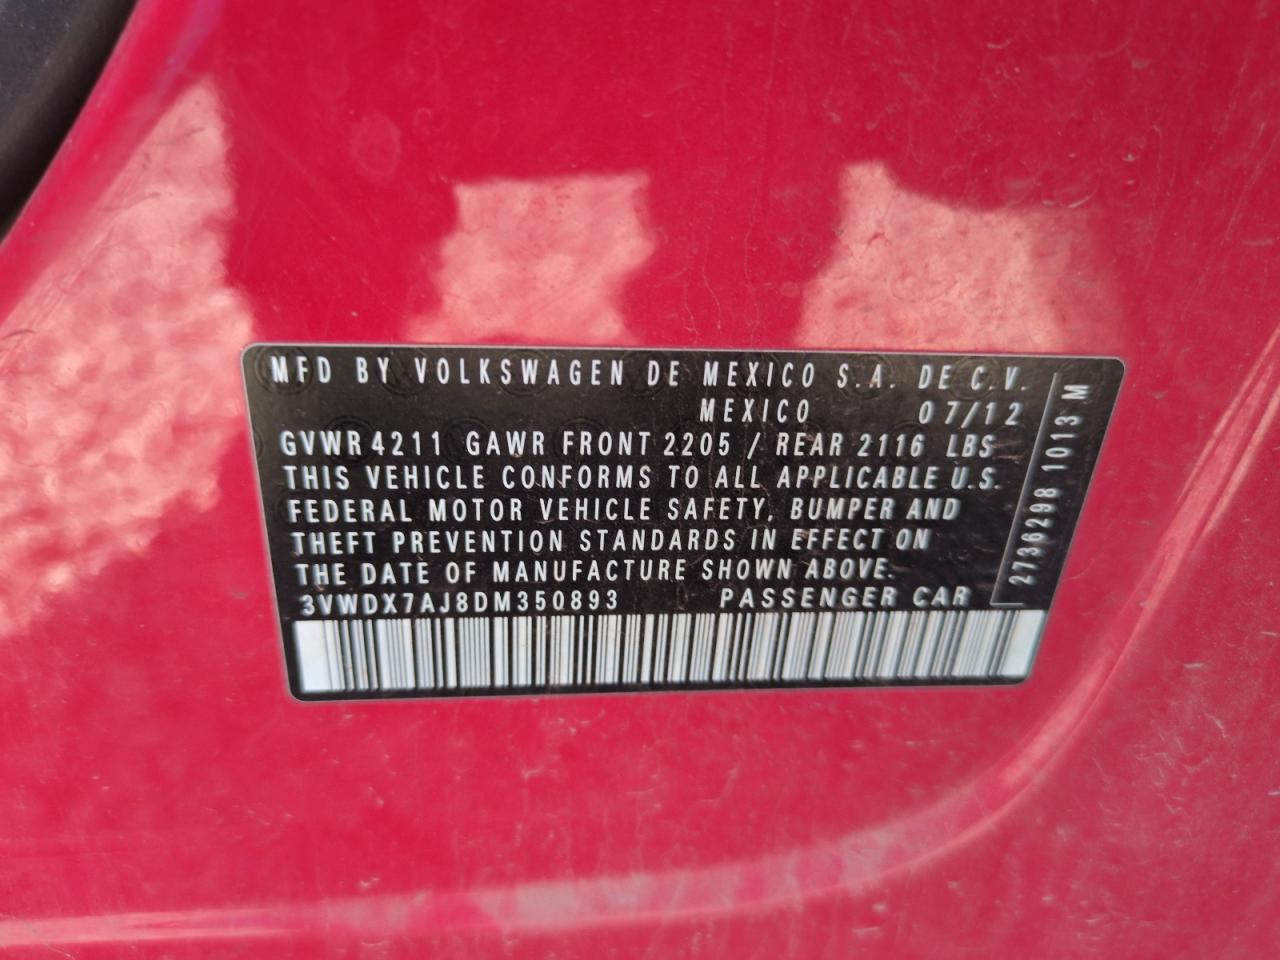 MFD BY VOLKSWAGEN DE MEXICO S.A. DE C.V.
MEXICO 07/12
GVWR 4211 GAWR FRONT 2205 / REAR 2116 LBS
THIS VEHICLE CONFORMS TO ALL APPLICABLE U.S.
FEDERAL MOTOR VEHICLE SAFETY, BUMPER AND
THEFT PREVENTION STANDARDS IN EFFECT ON
THE DATE OF MANUFACTURE SHOWN ABOVE.
3VWDX7AJ8DM350893 PASSENGER CAR
2736298 1013 M